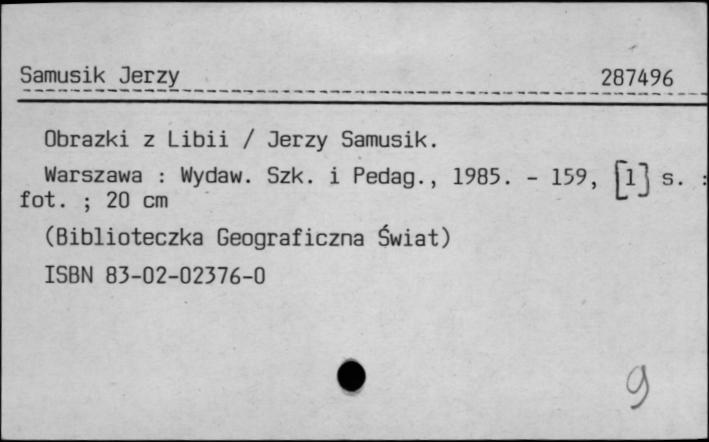 Samusik Jerzy 287496
Obrazki z Libii / Jerzy Samusik.
Warszawa : Wydaw. Szk. i Pedag., 1985. - 159, [1] s. :
fot. ; 20 cm
(Biblioteczka Geograficzna Świat)
ISBN 83-02-02376-0
9